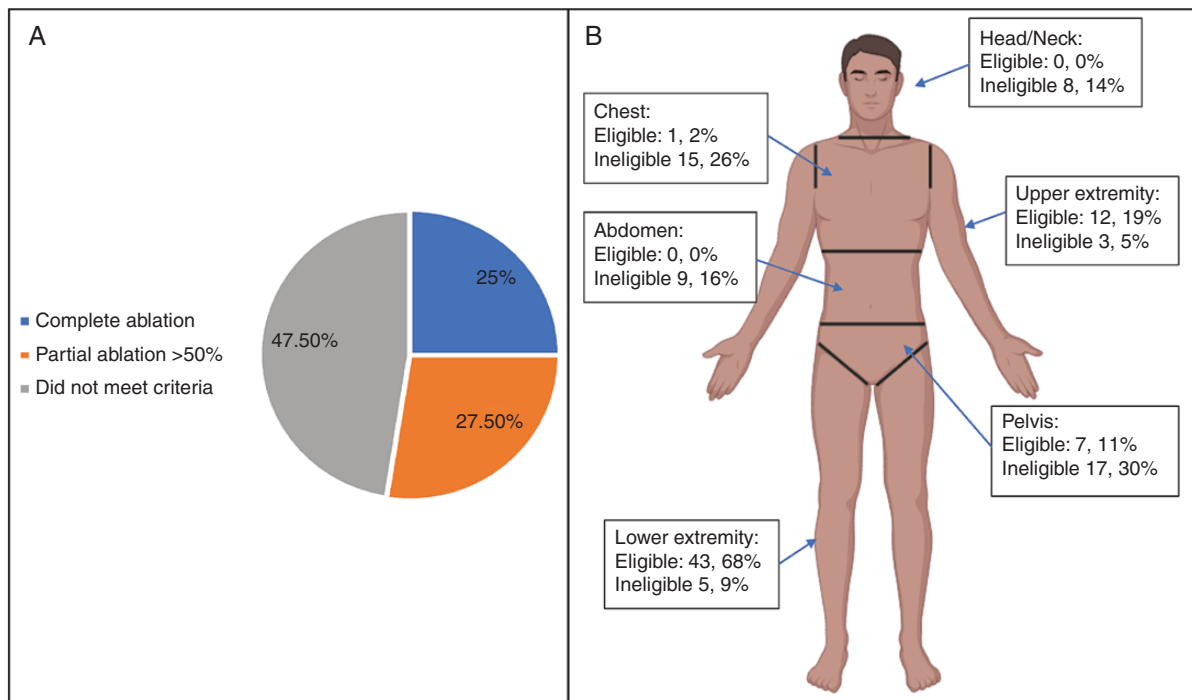 A
25%
47.50%
27.50%
Complete ablation
Partial ablation >50%
Did not meet criteria
B
Head/Neck:
Eligible: 0, 0%
Ineligible 8, 14%
Chest:
Eligible: 1, 2%
Ineligible 15, 26%
Upper extremity:
Eligible: 12, 19%
Ineligible 3, 5%
Abdomen:
Eligible: 0, 0%
Ineligible 9, 16%
Pelvis:
Eligible: 7, 11%
Ineligible 17, 30%
Lower extremity:
Eligible: 43, 68%
Ineligible 5, 9%